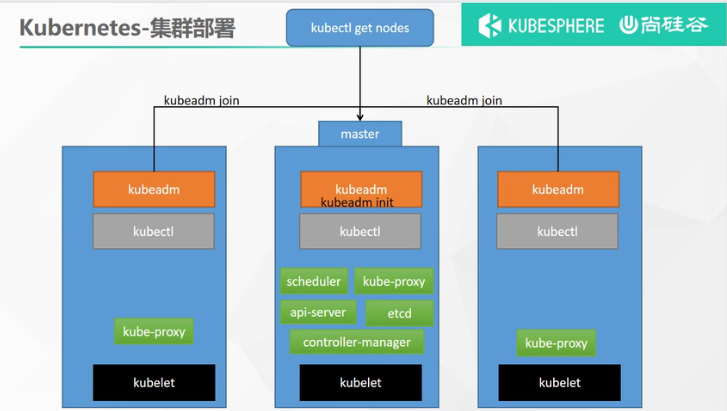 Kubernetes-集群部署
kubectl get nodes
KUBESPHERE
尚硅谷
kubeadm join
kubeadm join
master
kubeadm
kubeadm
kubeadm init
kubeadm
kubectl
kubectl
kubectl
scheduler
kube-proxy
api-server
etcd
kube-proxy
controller-manager
kube-proxy
kubelet
kubelet
kubelet